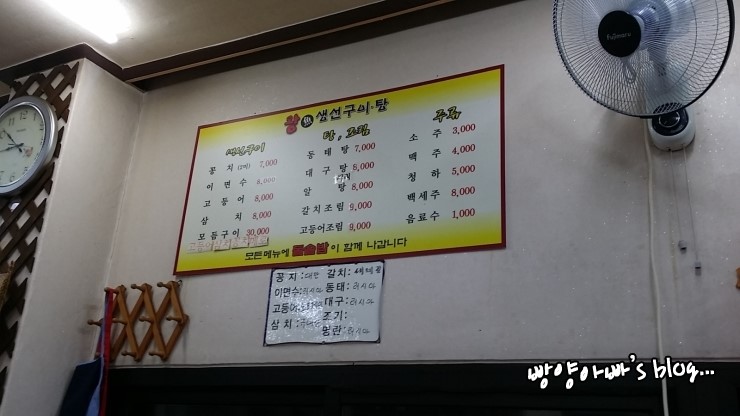 왕 생선구이·탕
생선구이
꽁 치 (2미) 7,000
이 면 수 8,000
고 등 어 8,000
삼 치 8,000
모듬구이 30,000
탕, 조림
동 태 탕 7,000
대 구 탕 8,000
알 탕 8,000
갈치조림 9,000
고등어조림 9,000
주류
소 주 3,000
맥 주 4,000
청 하 5,000
백세주 8,000
음료수 1,000
모든메뉴에 돌솥밥이 함께 나갑니다
꽁치:대만 갈치:세네갈
이면수:러시아 동태:러시아
고등어: 대구:러시아
삼 치: 조기:
명란:러시아
fujimaru
빵양아빠's blog...